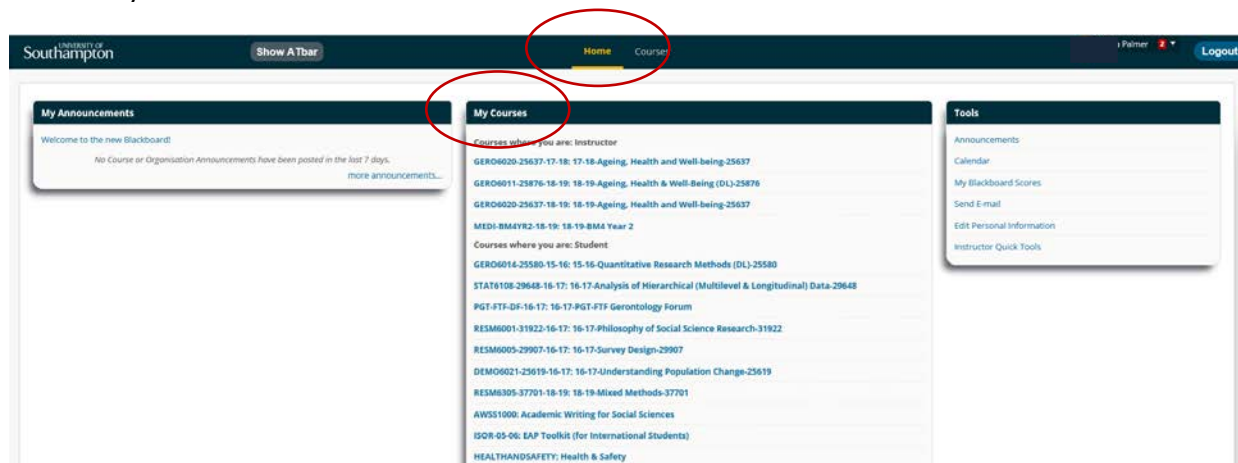 UNIVERSITY OF
Southampton
Show ATbar
Home Courses
Palmer 2
Logout
My Announcements
Welcome to the new Blackboard!
No Course or Organisation Announcements have been posted in the last 7 days.
more announcements...
My Courses
Courses where you are: Instructor
GERO6020-25637-17-18: 17-18-Ageing, Health and Well-being-25637
GERO6011-25876-18-19: 18-19-Ageing, Health & Well-Being (DL)-25876
GERO6020-25637-18-19: 18-19-Ageing, Health and Well-being-25637
MEDI-BM4YR2-18-19: 18-19-BM4 Year 2
Courses where you are: Student
GERO6014-25580-15-16: 15-16-Quantitative Research Methods (DL)-25580
STAT6108-29648-16-17: 16-17-Analysis of Hierarchical (Multilevel & Longitudinal) Data-29648
PGT-FTF-DF-16-17: 16-17-PGT-FTF Gerontology Forum
RESM6001-31922-16-17: 16-17-Philosophy of Social Science Research-31922
RESM6005-29907-16-17: 16-17-Survey Design-29907
DEMO6021-25619-16-17: 16-17-Understanding Population Change-25619
RESM6305-37701-18-19: 18-19-Mixed Methods-37701
AWSS1000: Academic Writing for Social Sciences
ISOR-05-06: EAP Toolkit (for International Students)
HEALTHANDSAFETY: Health & Safety
Tools
Announcements
Calendar
My Blackboard Scores
Send E-mail
Edit Personal Information
Instructor Quick Tools